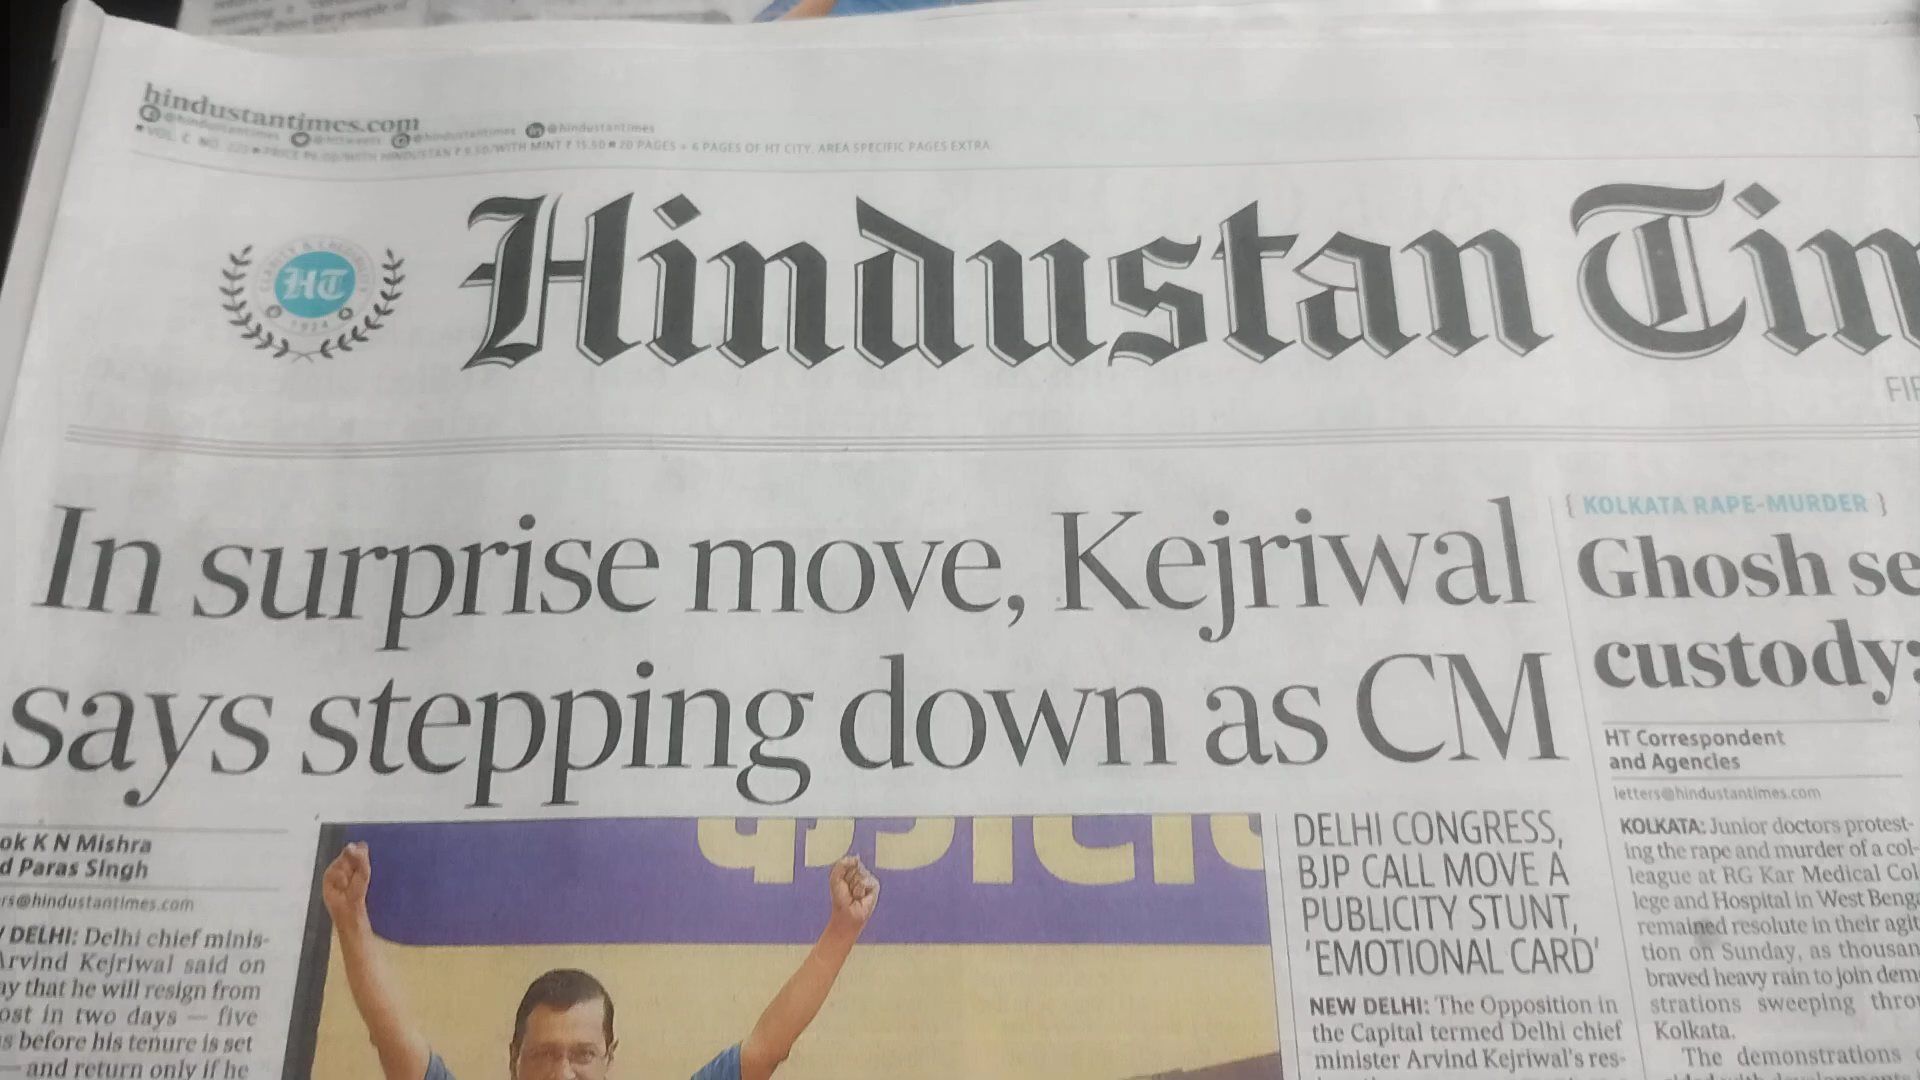 hindustantimes.com
@hindustantimes @httweets @hindustantimes @hindustantimes
VOL. C NO. PRICE WITH HINDUSTAN WITH MINT ₹ 15.50 ■ 20 PAGES + 6 PAGES OF HT CITY. AREA SPECIFIC PAGES EXTRA
HT
1924
Hindustan Tim
FIR
In surprise move, Kejriwal
says stepping down as CM
ok K N Mishra
d Paras Singh
rs@hindustantimes.com
DELHI: Delhi chief minis-
Arvind Kejriwal said on
ay that he will resign from
ost in two days — five
s before his tenure is set
— and return only if he
DELHI CONGRESS,
BJP CALL MOVE A
PUBLICITY STUNT,
'EMOTIONAL CARD'
NEW DELHI: The Opposition in
the Capital termed Delhi chief
minister Arvind Kejriwal's res-
{ KOLKATA RAPE-MURDER }
Ghosh se
custody:
HT Correspondent
and Agencies
letters@hindustantimes.com
KOLKATA: Junior doctors protest-
ing the rape and murder of a col-
league at RG Kar Medical Col
lege and Hospital in West Beng
remained resolute in their agit
tion on Sunday, as thousan
braved heavy rain to join dem
strations sweeping thro
Kolkata.
The demonstrations